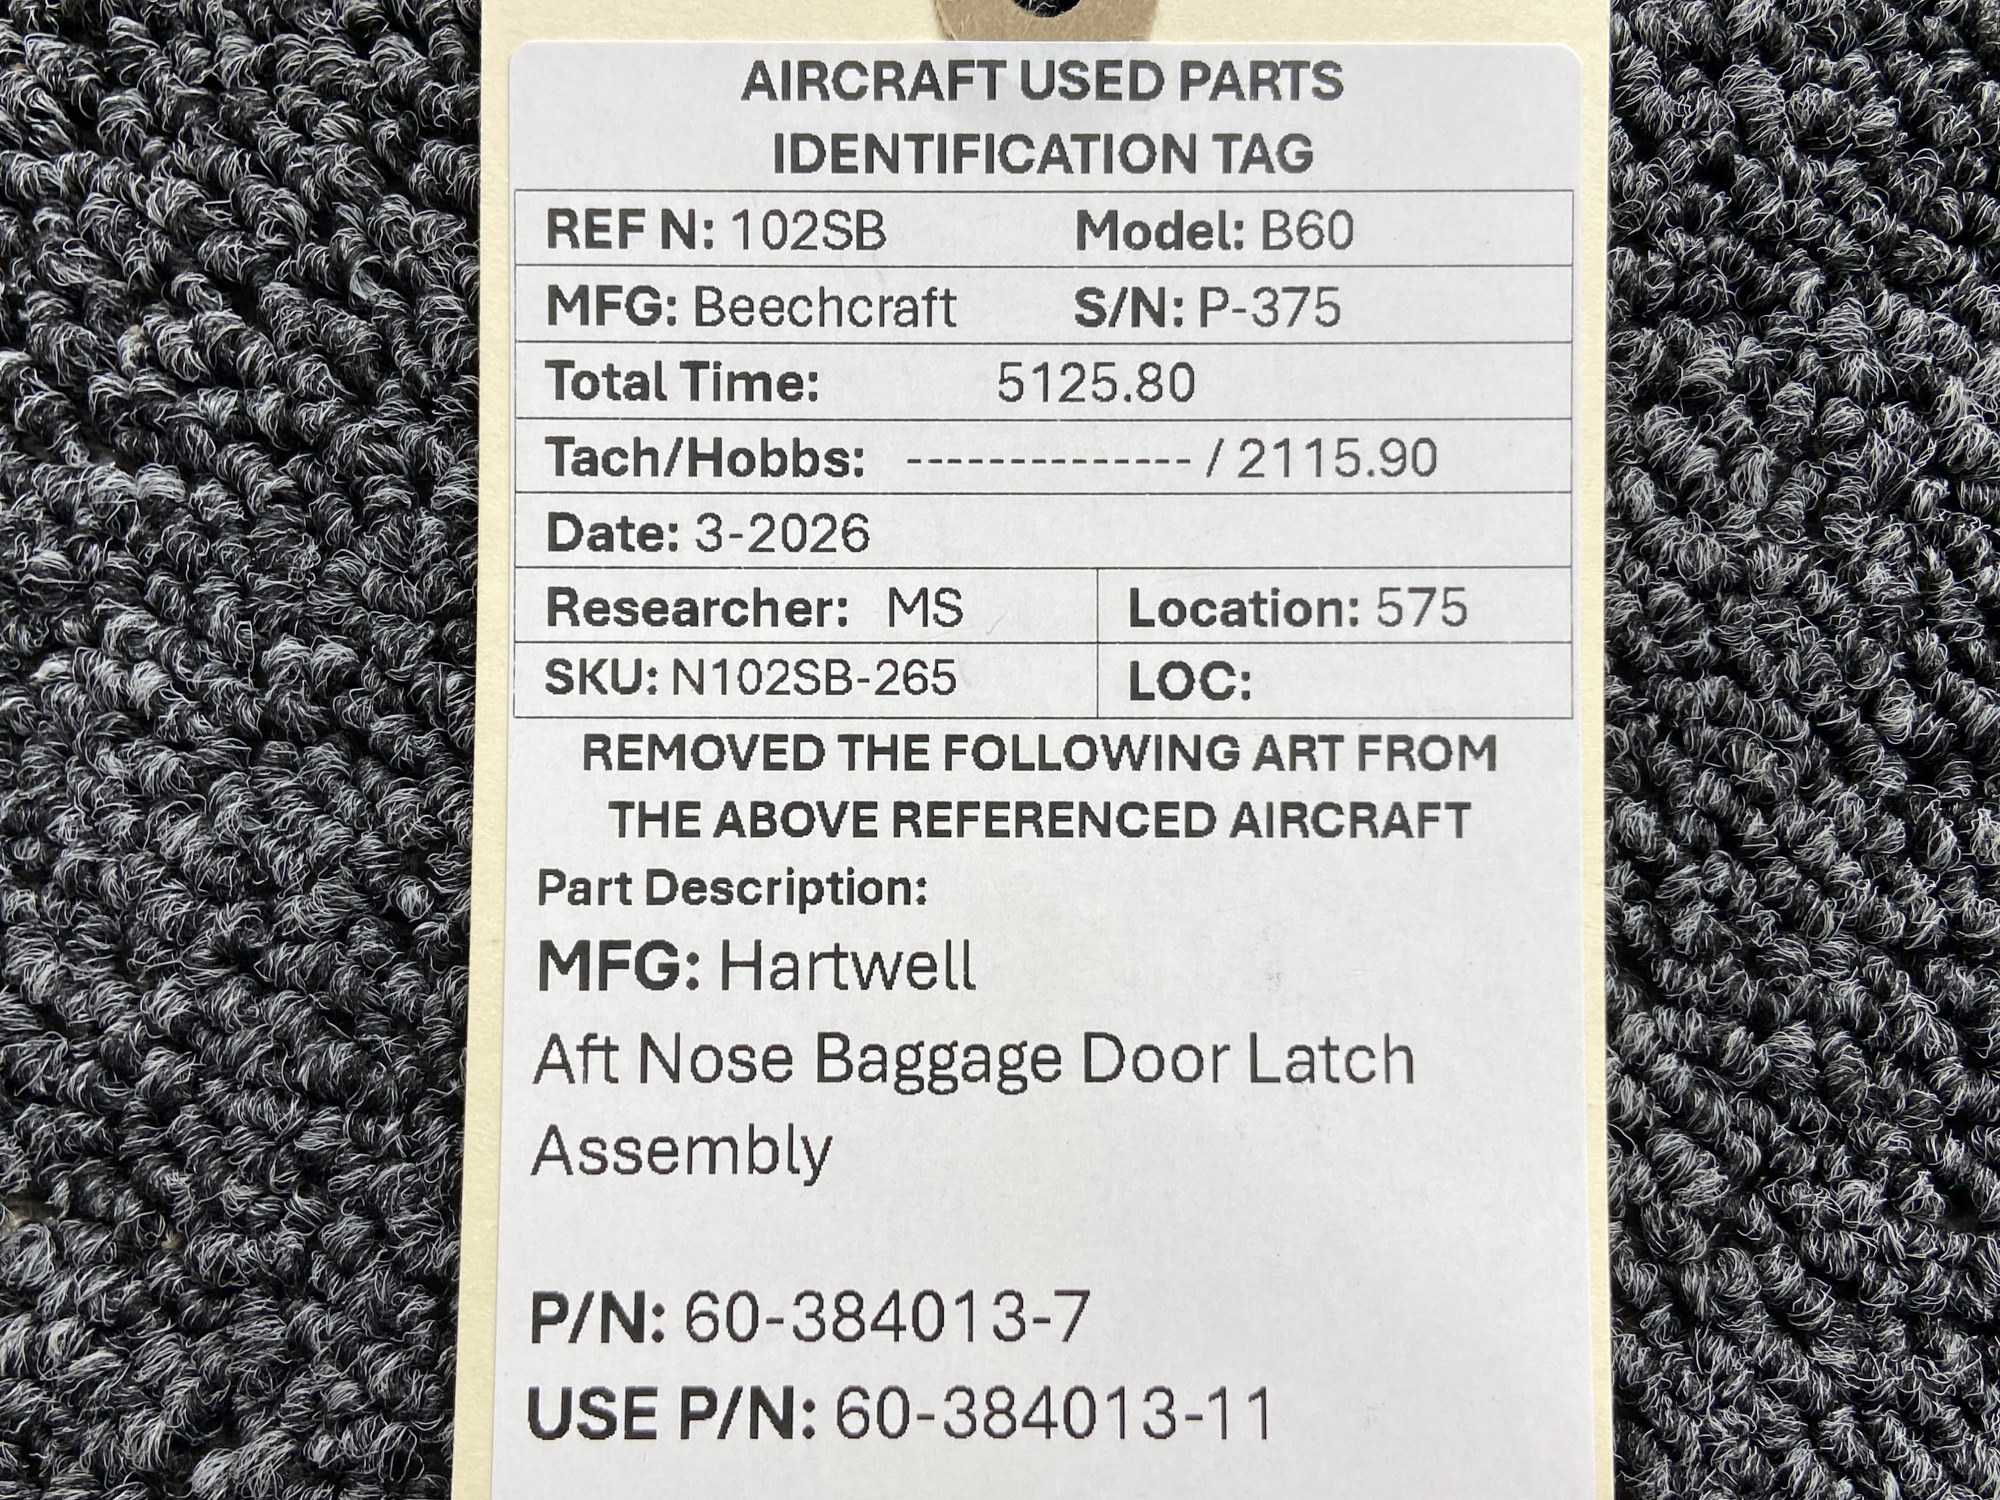 AIRCRAFT USED PARTS
IDENTIFICATION TAG
REF N: 102SB Model: B60
MFG: Beechcraft S/N: P-375
Total Time: 5125.80
Tach/Hobbs: -------------- / 2115.90
Date: 3-2026
Researcher: MS Location: 575
SKU: N102SB-265 LOC:
REMOVED THE FOLLOWING ART FROM
THE ABOVE REFERENCED AIRCRAFT
Part Description:
MFG: Hartwell
Aft Nose Baggage Door Latch
Assembly
P/N: 60-384013-7
USE P/N: 60-384013-11